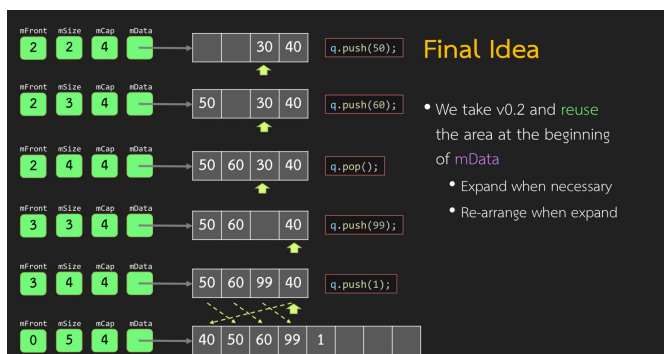 Final Idea
mFront mSize mCap mData
2 2 4 30 40 q.push(50);
mFront mSize mCap mData
2 3 4 50 30 40 q.push(60);
mFront mSize mCap mData
2 4 4 50 60 30 40 q.pop();
mFront mSize mCap mData
3 3 4 50 60 40 q.push(99);
mFront mSize mCap mData
3 4 4 50 60 99 40 q.push(1);
mFront mSize mCap mData
0 5 4 40 50 60 99 1
• We take v0.2 and reuse
the area at the beginning
of mData
• Expand when necessary
• Re-arrange when expand